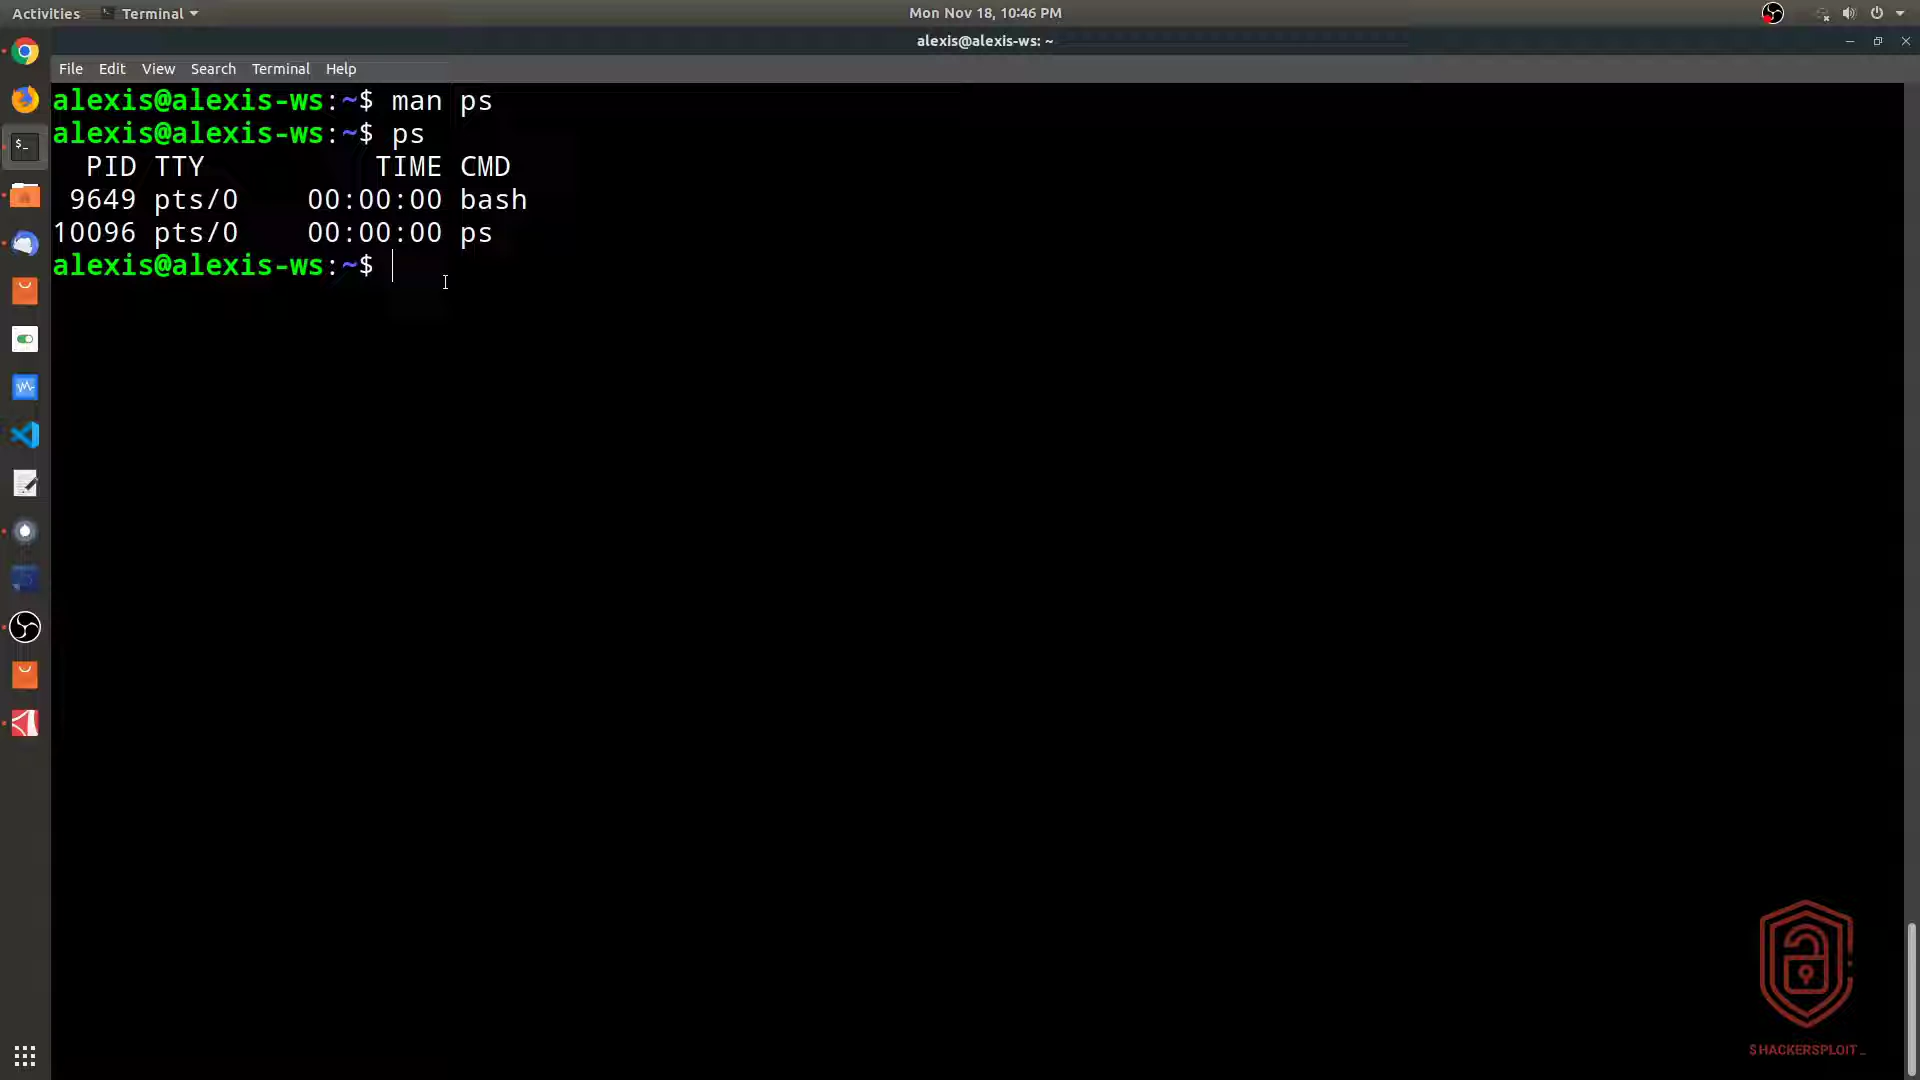 Activities
Terminal
Mon Nov 18, 10:46 PM
alexis@alexis-ws: ~
File Edit View Search Terminal Help
alexis@alexis-ws:~$ man ps
alexis@alexis-ws:~$ ps
  PID TTY          TIME CMD
 9649 pts/0    00:00:00 bash
10096 pts/0    00:00:00 ps
alexis@alexis-ws:~$
$HACKERSPLOIT_